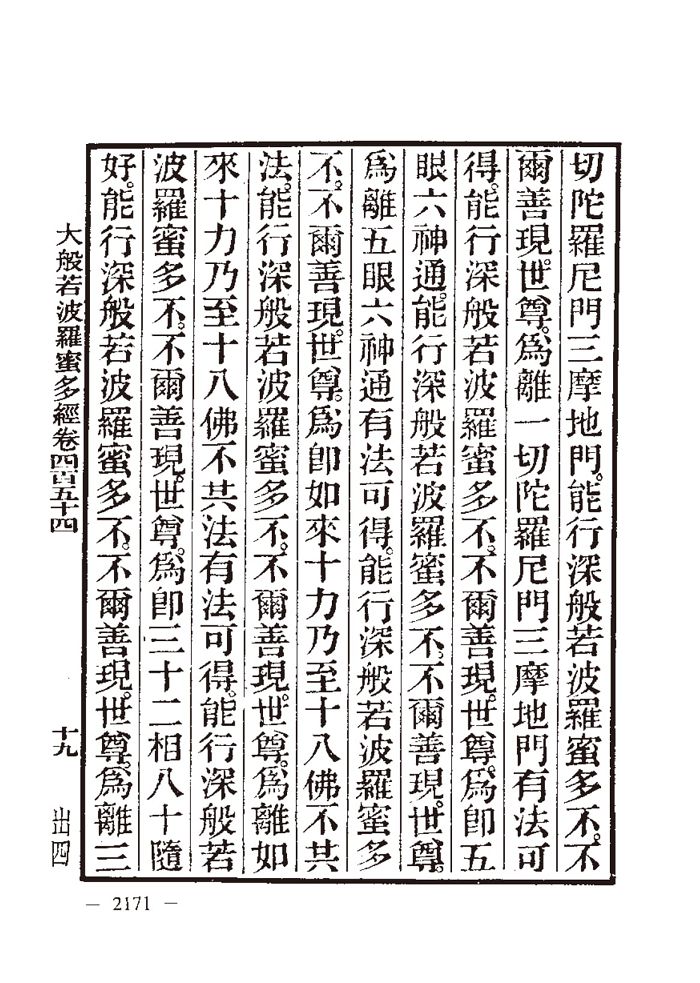 切陀羅尼門三摩地門。能行深般若波羅蜜多不。不
爾善現。世尊。爲離一切陀羅尼門三摩地門有法可
得。能行深般若波羅蜜多不。不爾善現。世尊。爲卽五
眼六神通。能行深般若波羅蜜多不。不爾善現。世尊。
爲離五眼六神通有法可得。能行深般若波羅蜜多
不。不爾善現。世尊。爲卽如來十力乃至十八佛不共
法。能行深般若波羅蜜多不。不爾善現。世尊。爲離如
來十力乃至十八佛不共法有法可得。能行深般若
波羅蜜多不。不爾善現。世尊。爲卽三十二相八十隨
好。能行深般若波羅蜜多不。不爾善現。世尊。爲離三
大般若波羅蜜多經卷四百五十四
十九
出四
— 2171 —